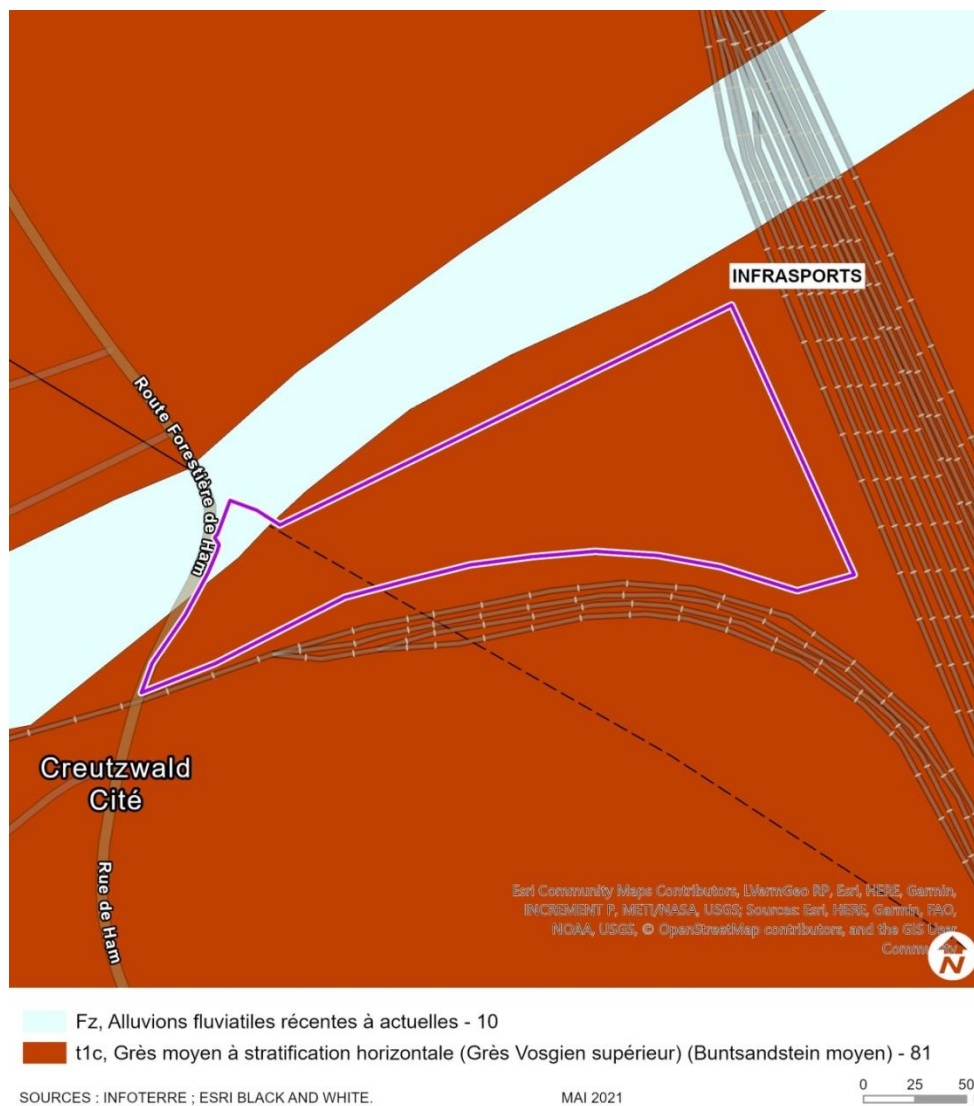 INFRASPORTS
Route Forestière de Ham
Creutzwald
Cité
Rue de Ham
Esri Community Maps Contributors, LVermGeo RP, Esri, HERE, Garmin,
INCREMENT P, METI/NASA, USGS; Sources: Esri, HERE, Garmin, FAO,
NOAA, USGS, © OpenStreetMap contributors, and the GIS User
Community
N
Fz, Alluvions fluviatiles récentes à actuelles - 10
t1c, Grès moyen à stratification horizontale (Grès Vosgien supérieur) (Buntsandstein moyen) - 81
SOURCES : INFOTERRE ; ESRI BLACK AND WHITE.
MAI 2021
0 25 50